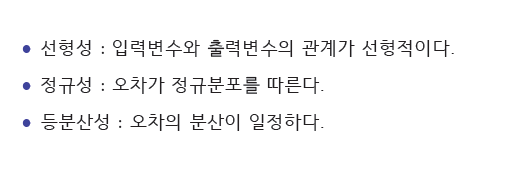 • 선형성 : 입력변수와 출력변수의 관계가 선형적이다.
• 정규성 : 오차가 정규분포를 따른다.
• 등분산성 : 오차의 분산이 일정하다.